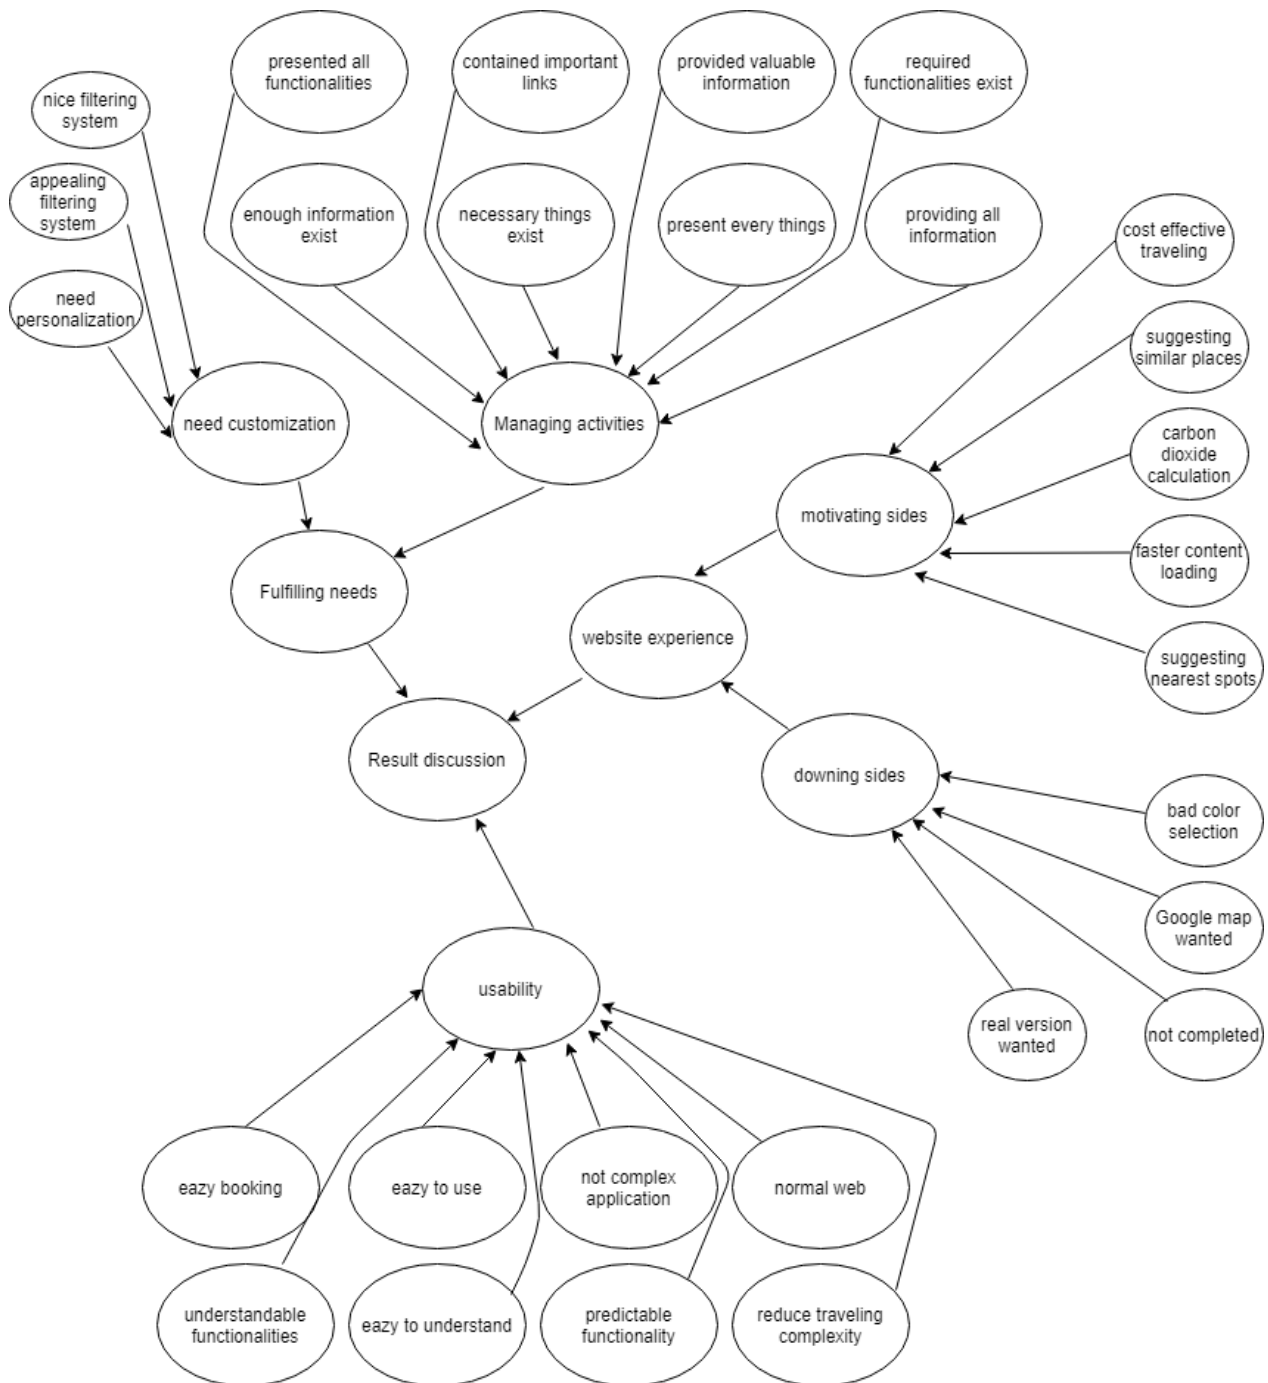 presented all
functionalities
contained important
links
provided valuable
information
required
functionalities exist
nice filtering
system
appealing
filtering
system
enough information
exist
necessary things
exist
present every things
providing all
information
cost effective
traveling
need
personalization
suggesting
similar places
need customization
Managing activities
carbon
dioxide
calculation
motivating sides
faster content
loading
Fulfilling needs
website experience
suggesting
nearest spots
Result discussion
downing sides
bad color
selection
Google map
wanted
usability
real version
wanted
not completed
eazy booking
eazy to use
not complex
application
normal web
understandable
functionalities
eazy to understand
predictable
functionality
reduce traveling
complexity